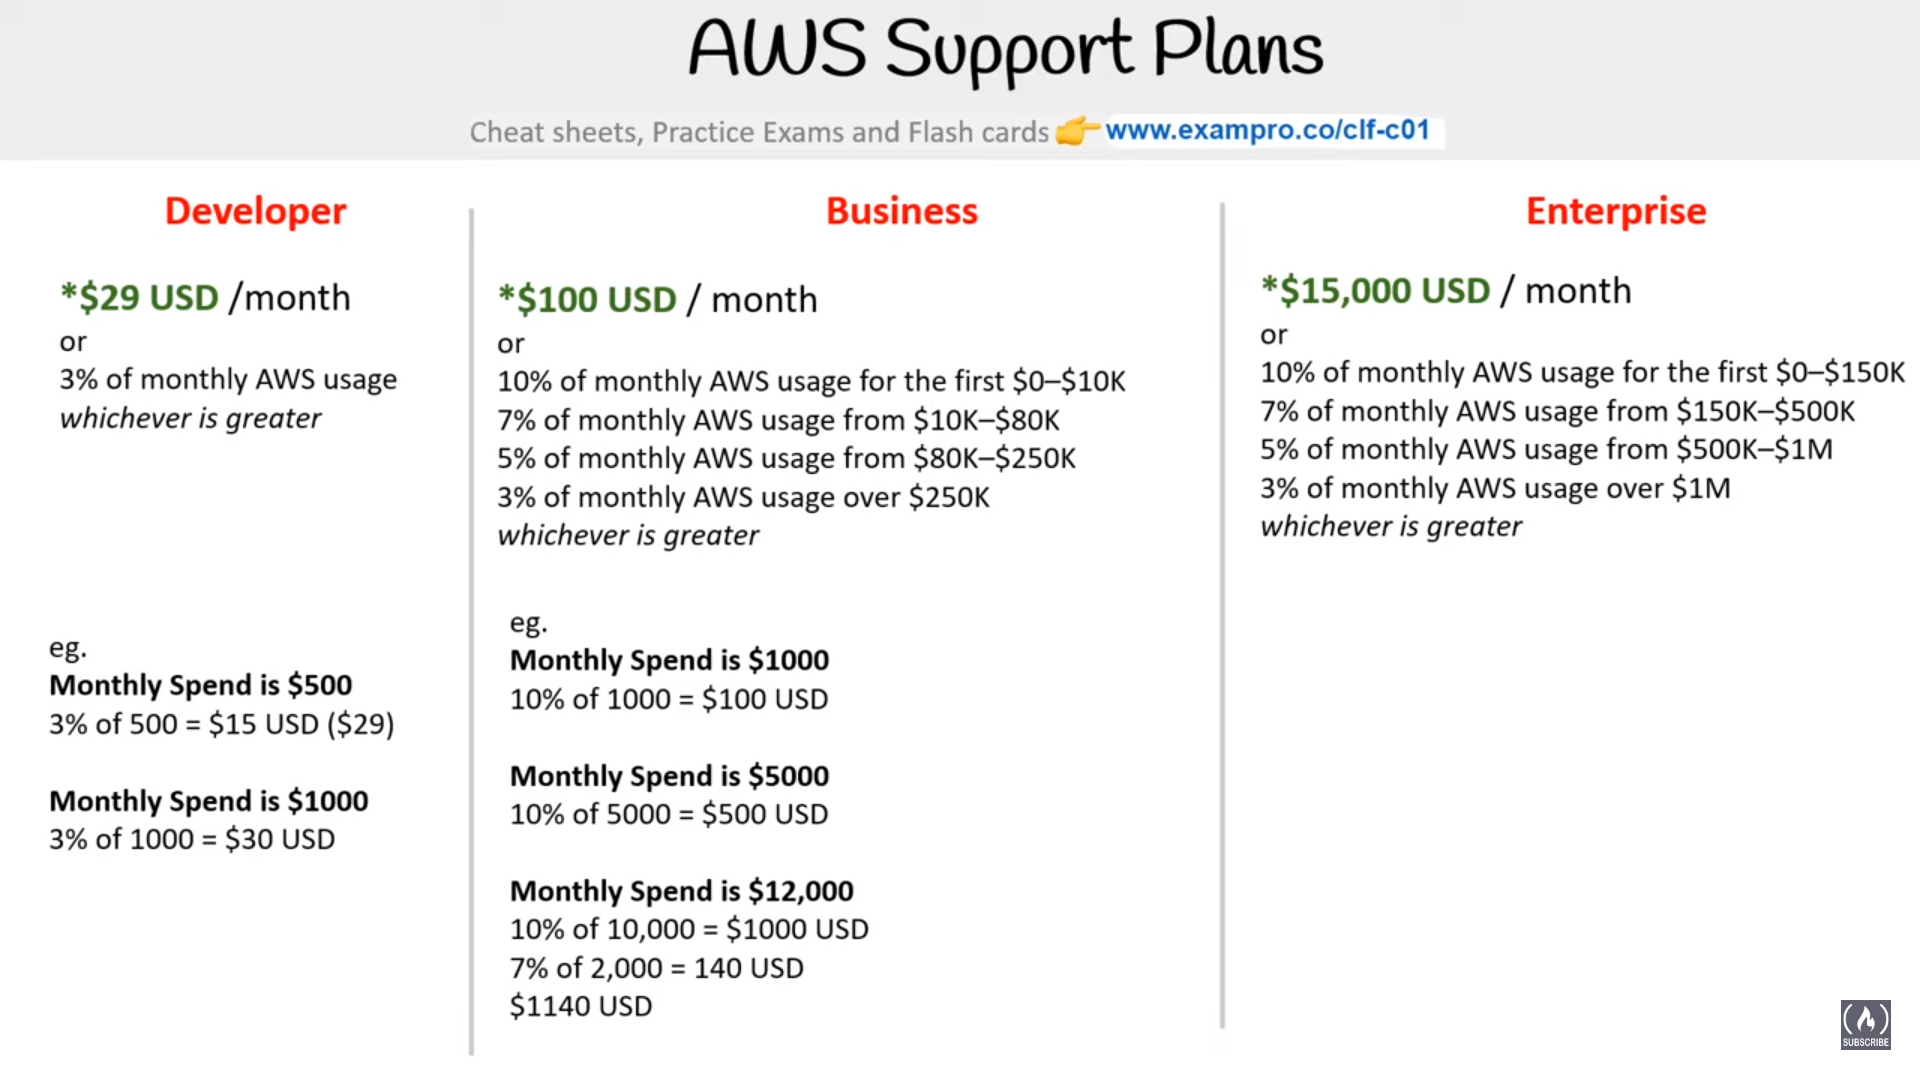 AWS Support Plans
Cheat sheets, Practice Exams and Flash cards 👉 www.exampro.co/clf-c01
Developer
*$29 USD /month
or
3% of monthly AWS usage
whichever is greater
eg.
Monthly Spend is $500
3% of 500 = $15 USD ($29)
Monthly Spend is $1000
3% of 1000 = $30 USD
Business
*$100 USD / month
or
10% of monthly AWS usage for the first $0–$10K
7% of monthly AWS usage from $10K–$80K
5% of monthly AWS usage from $80K–$250K
3% of monthly AWS usage over $250K
whichever is greater
eg.
Monthly Spend is $1000
10% of 1000 = $100 USD
Monthly Spend is $5000
10% of 5000 = $500 USD
Monthly Spend is $12,000
10% of 10,000 = $1000 USD
7% of 2,000 = 140 USD
$1140 USD
Enterprise
*$15,000 USD / month
or
10% of monthly AWS usage for the first $0–$150K
7% of monthly AWS usage from $150K–$500K
5% of monthly AWS usage from $500K–$1M
3% of monthly AWS usage over $1M
whichever is greater
SUBSCRIBE